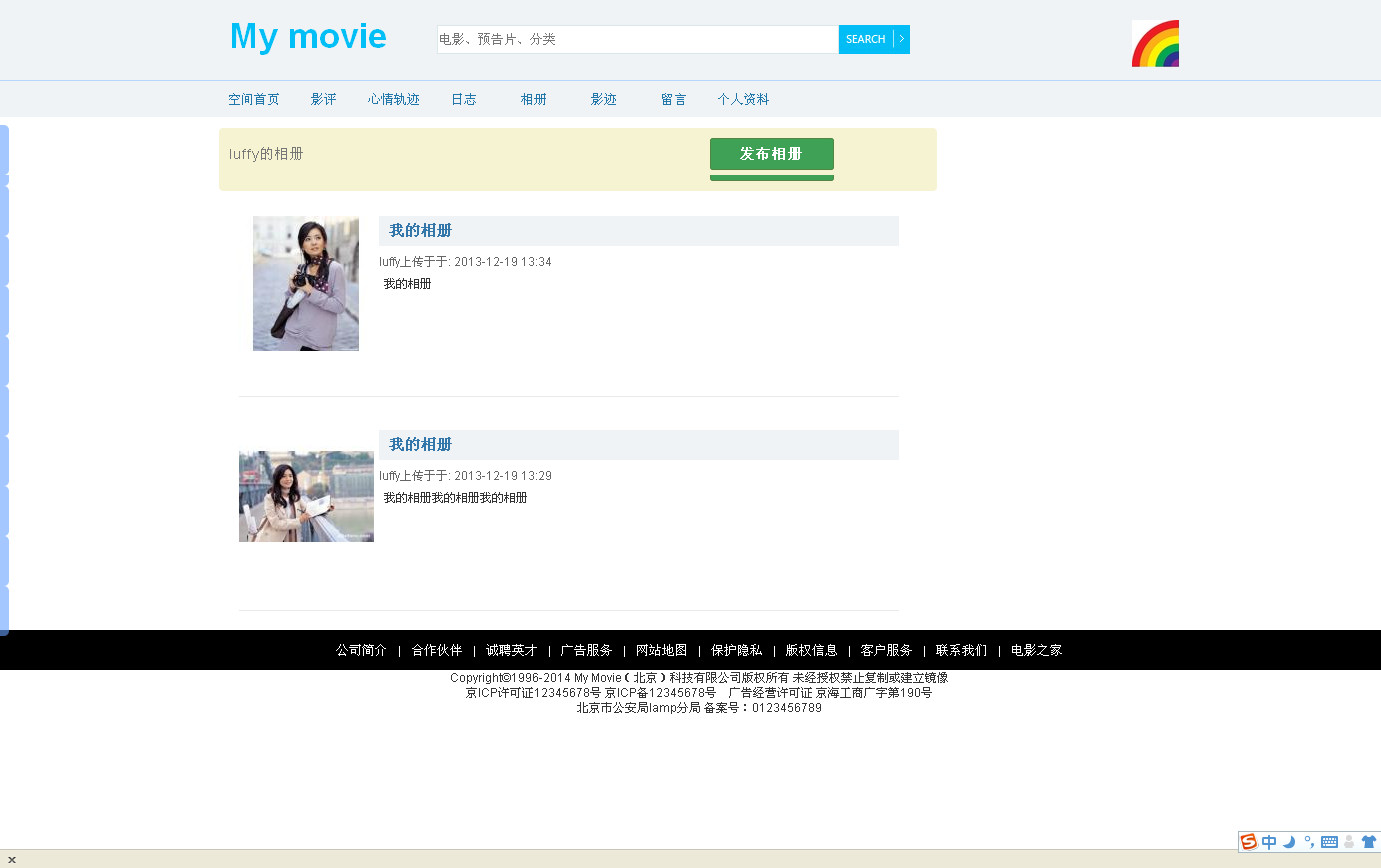 My movie
电影、预告片、分类
SEARCH
空间首页 影评 心情轨迹 日志 相册 影迹 留言 个人资料
luffy的相册
发布相册
我的相册
luffy上传于于: 2013-12-19 13:34
我的相册
我的相册
luffy上传于于: 2013-12-19 13:29
我的相册我的相册我的相册
公司简介 | 合作伙伴 | 诚聘英才 | 广告服务 | 网站地图 | 保护隐私 | 版权信息 | 客户服务 | 联系我们 | 电影之家
Copyright©1996-2014 My Movie（北京）科技有限公司版权所有 未经授权禁止复制或建立镜像
京ICP许可证12345678号 京ICP备12345678号 广告经营许可证 京海工商广字第190号
北京市公安局lamp分局 备案号：0123456789
中